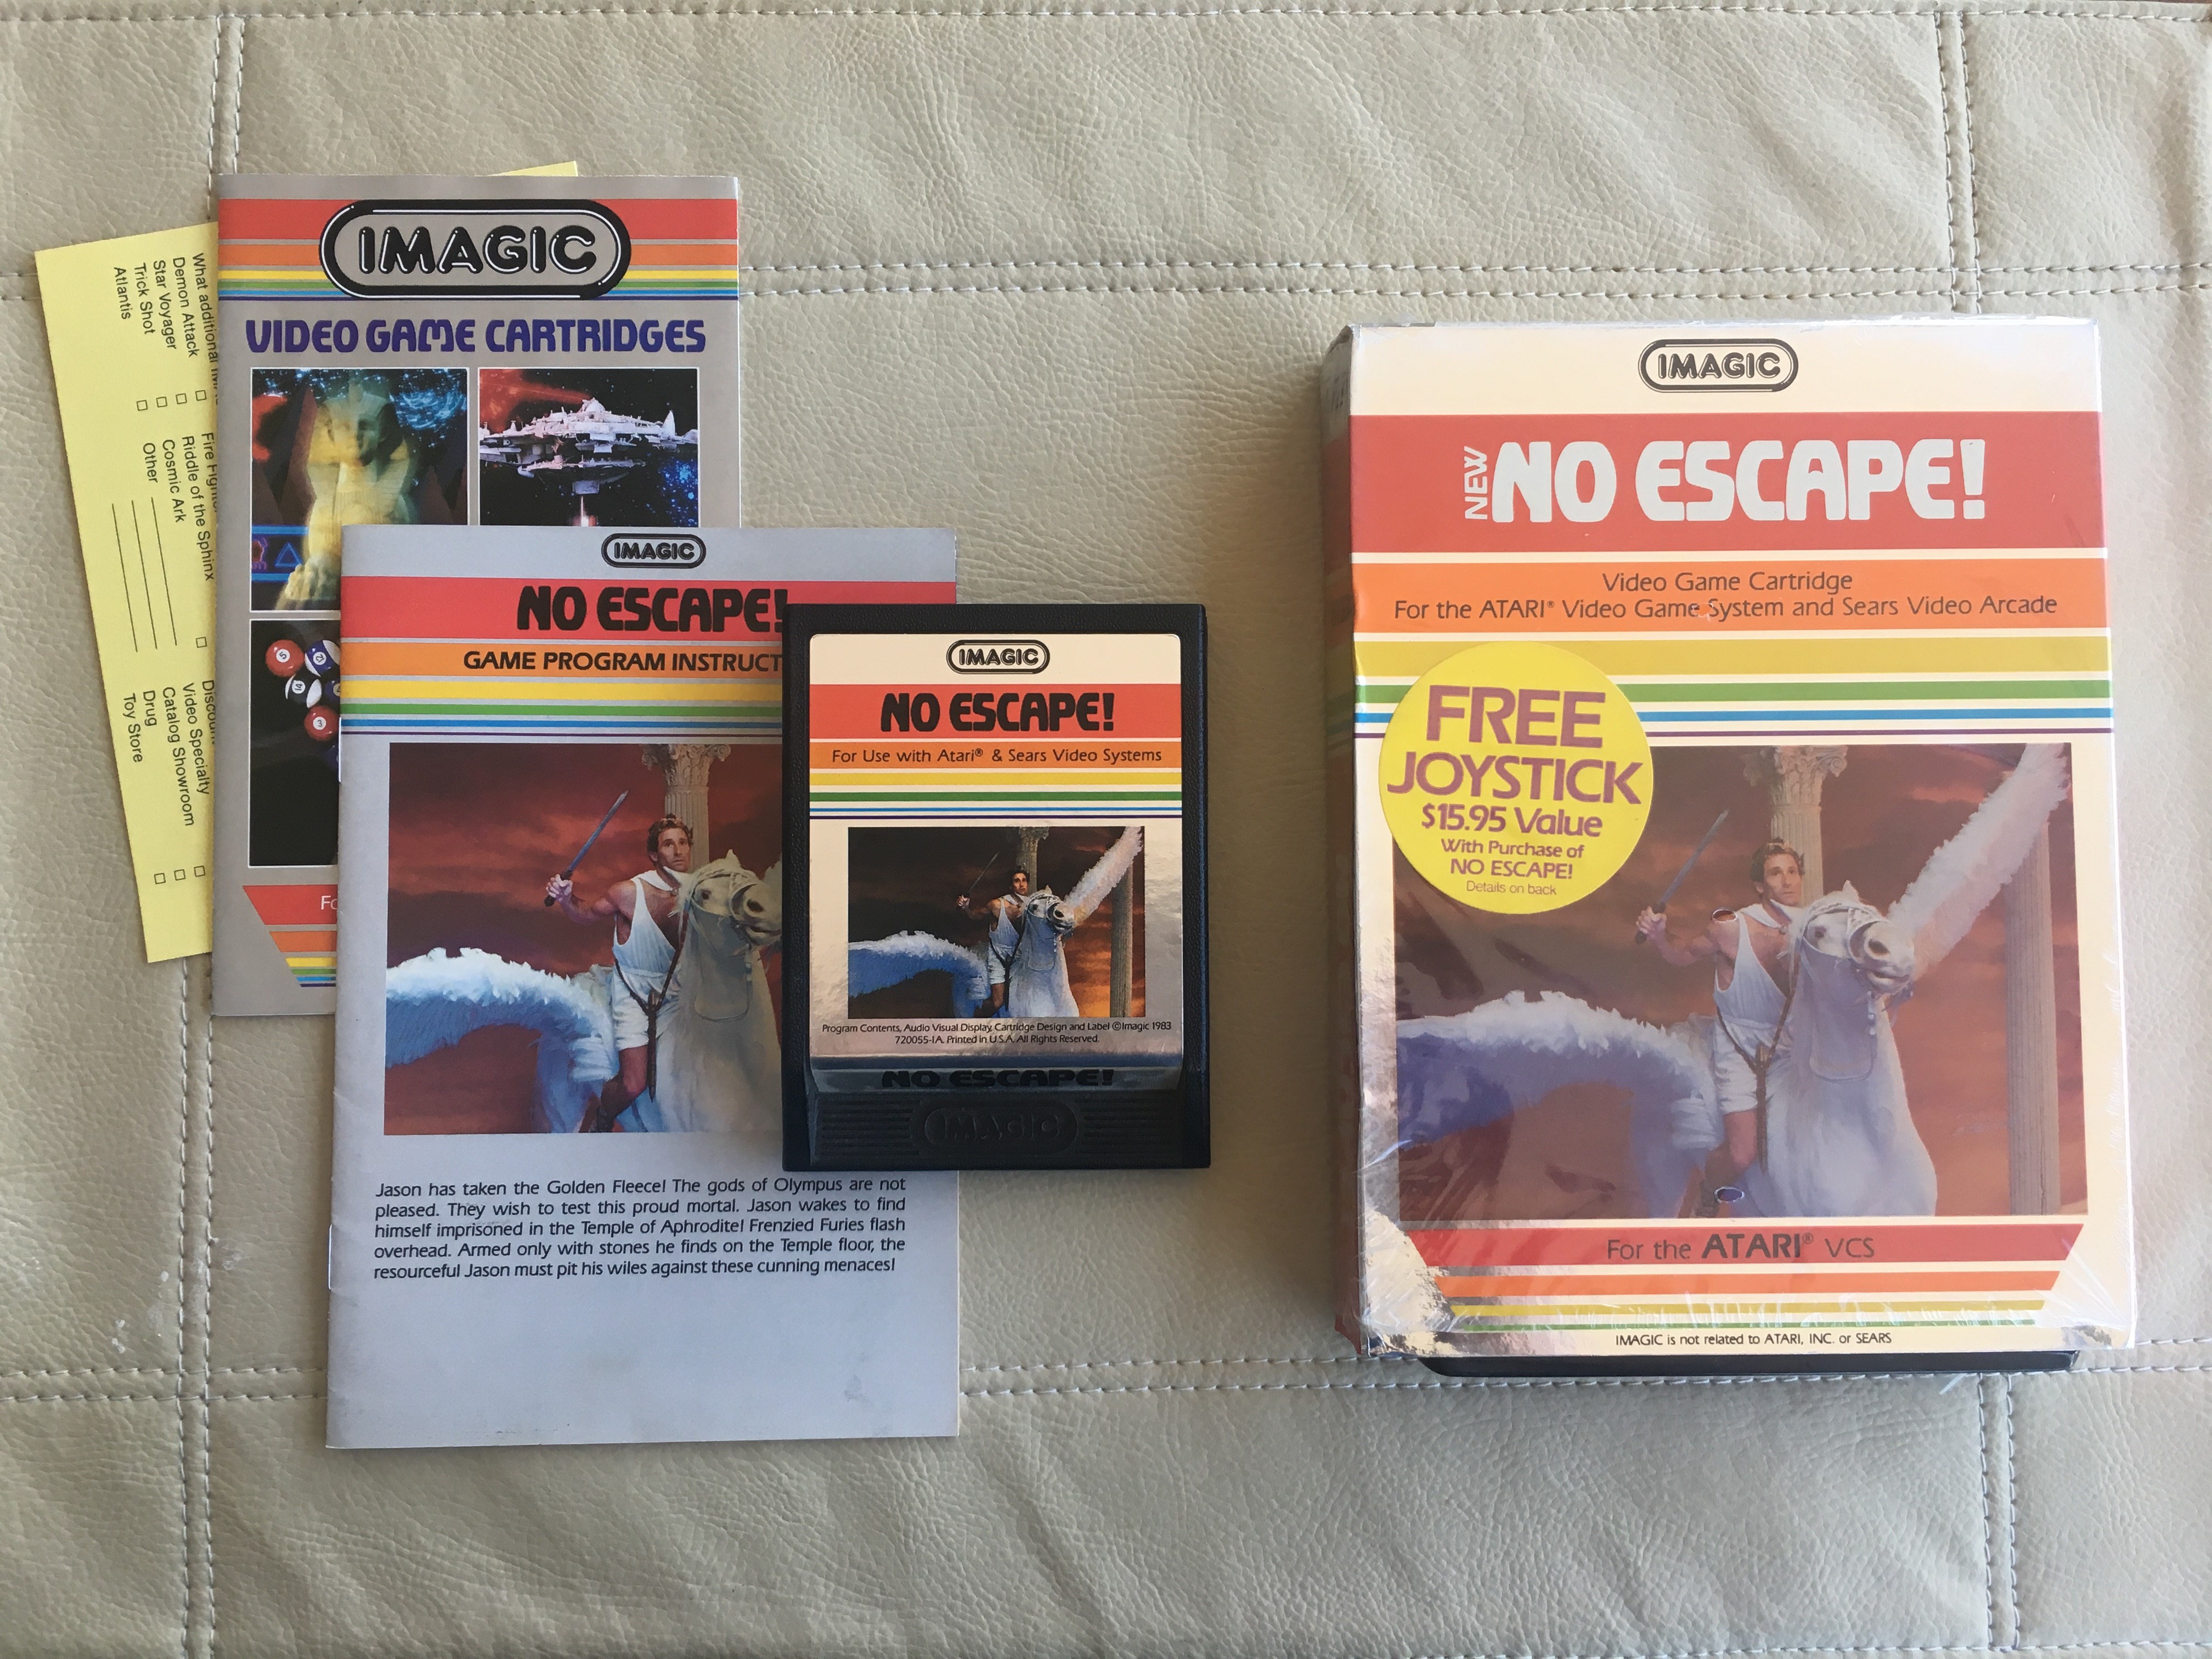 What additional
Demon Attack
Star Voyager
Trick Shot
Atlantis
Fire Fighter
Riddle of the Sphinx
Cosmic Ark
Other
Video Specialty
Catalog Showroom
Drug
Toy Store
IMAGIC
VIDEO GAME CARTRIDGES
5
14
3
IMAGIC
NO ESCAPE!
GAME PROGRAM INSTRUCT
Jason has taken the Golden Fleece! The gods of Olympus are not
pleased. They wish to test this proud mortal. Jason wakes to find
himself imprisoned in the Temple of Aphrodite! Frenzied Furies flash
overhead. Armed only with stones he finds on the Temple floor, the
resourceful Jason must pit his wiles against these cunning menaces!
IMAGIC
NO ESCAPE!
For Use with Atari® & Sears Video Systems
Program Contents, Audio Visual Display, Cartridge Design and Label ©Imagic 1983
720055-1A. Printed in U.S.A. All Rights Reserved.
NO ESCAPE!
IMAGIC
IMAGIC
NEW NO ESCAPE!
Video Game Cartridge
For the ATARI® Video Game System and Sears Video Arcade
FREE
JOYSTICK
$15.95 Value
With Purchase of
NO ESCAPE!
Details on back
For the ATARI® VCS
IMAGIC is not related to ATARI, INC. or SEARS